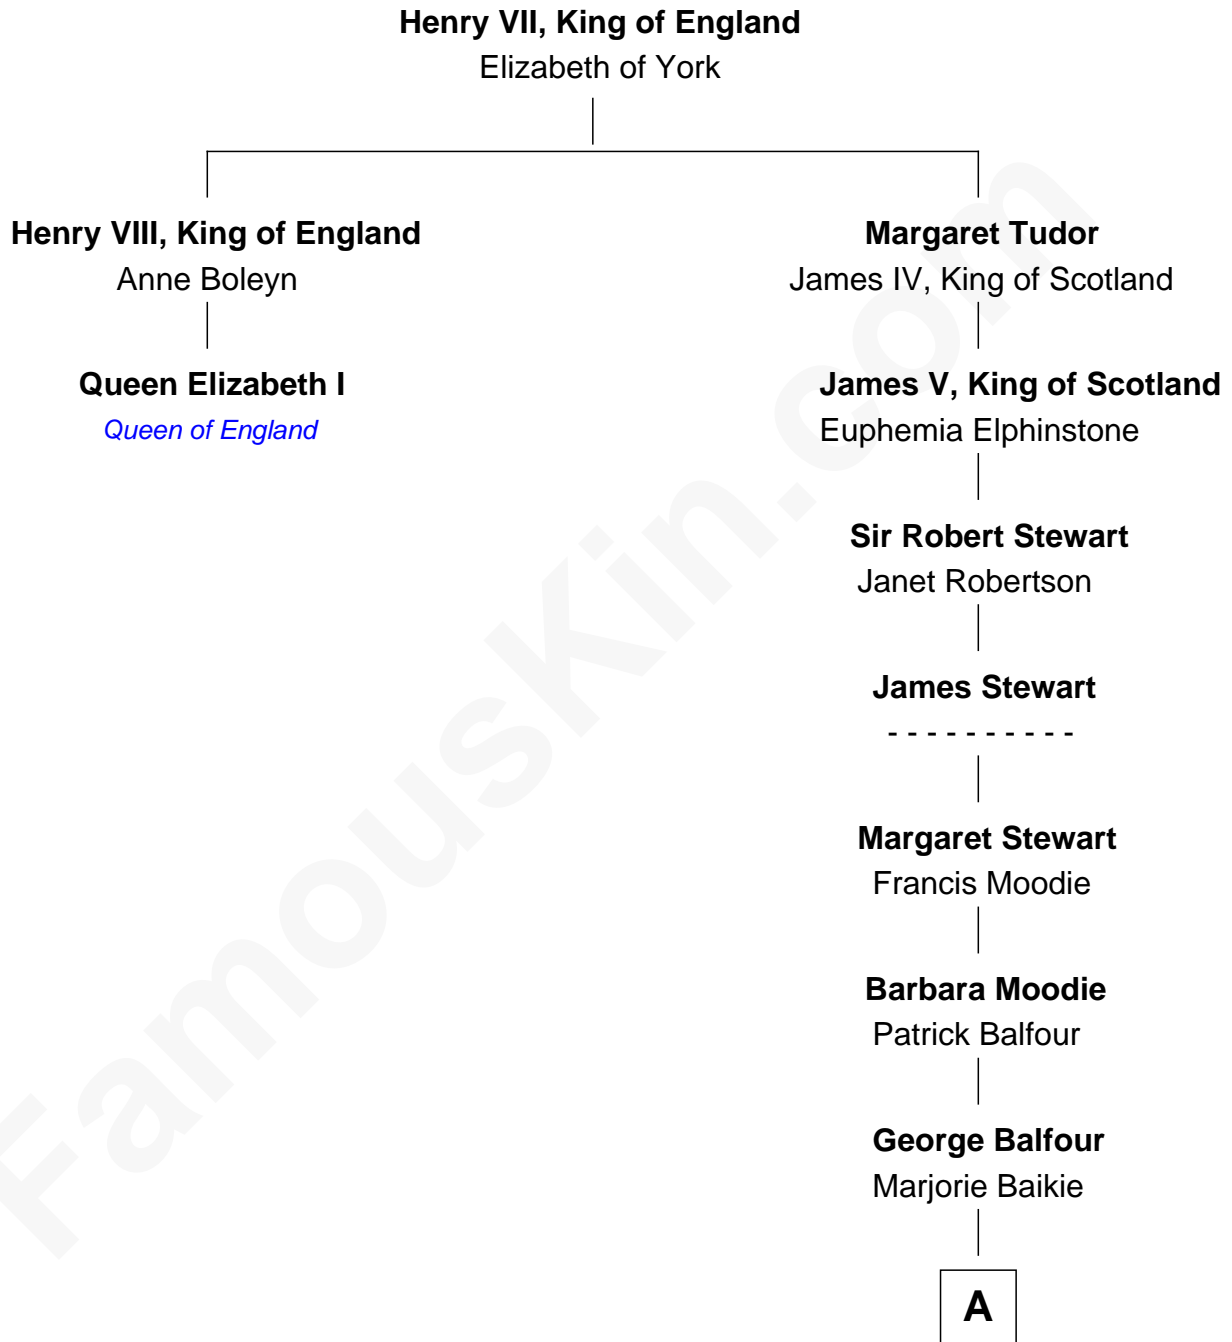 Henry VII, King of England
Elizabeth of York
Henry VIII, King of England
Anne Boleyn
Queen Elizabeth I
Queen of England
Margaret Tudor
James IV, King of Scotland
James V, King of Scotland
Euphemia Elphinstone
Sir Robert Stewart
Janet Robertson
James Stewart
- - - - - - - - - -
Margaret Stewart
Francis Moodie
Barbara Moodie
Patrick Balfour
George Balfour
Marjorie Baikie
A
FamousKin.com